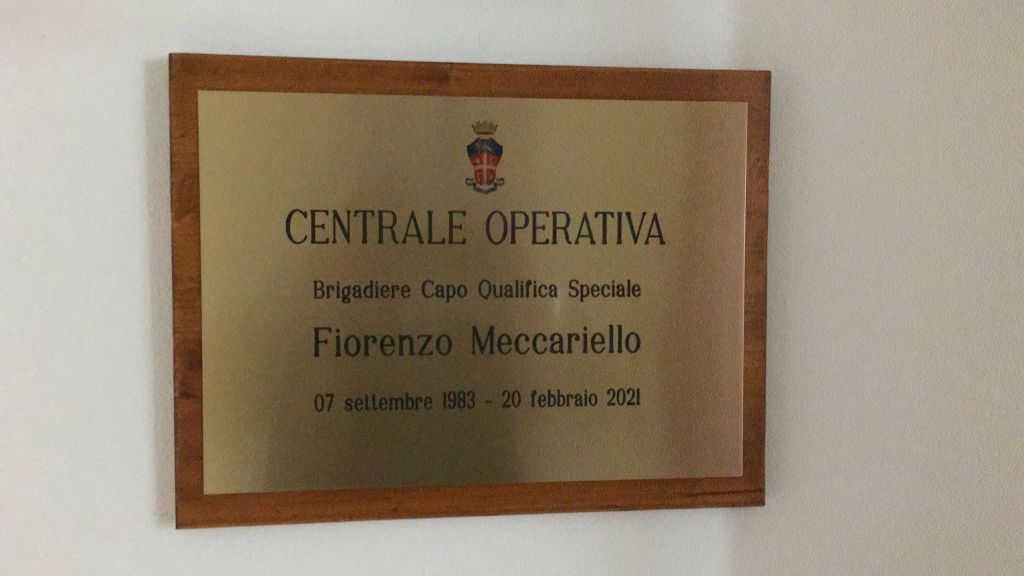 CENTRALE OPERATIVA
Brigadiere Capo Qualifica Speciale
Fiorenzo Meccariello
07 settembre 1983 - 20 febbraio 2021